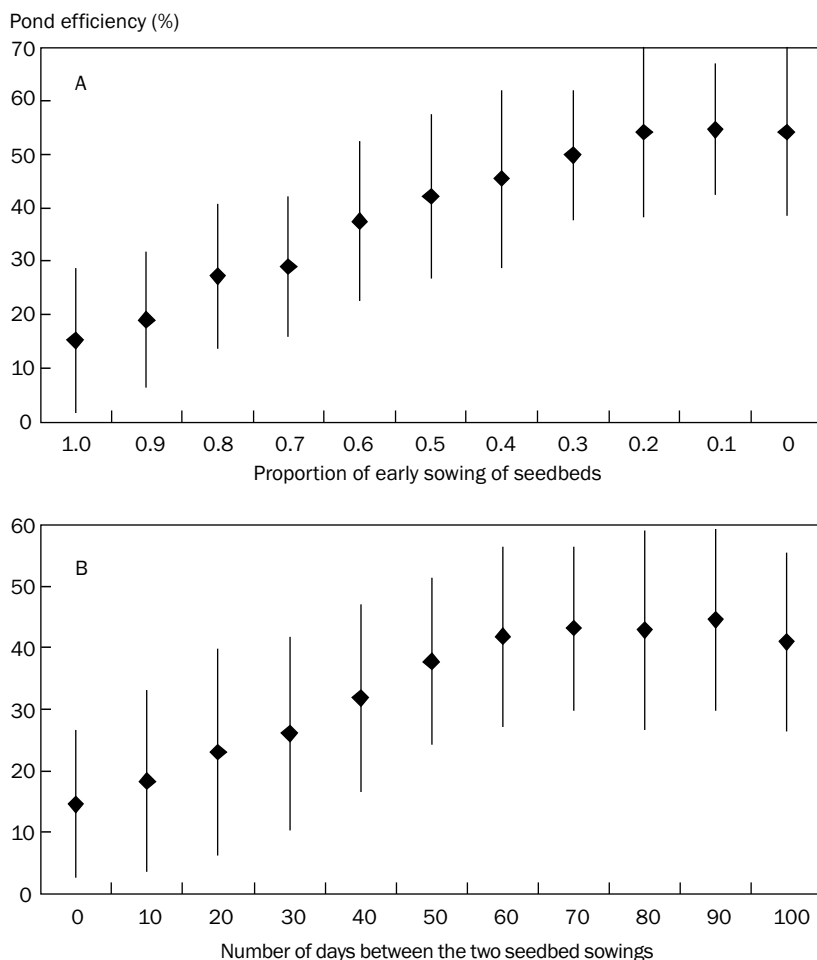 Pond efficiency (%)
70
A
60
50
40
30
20
10
0
1.0 0.9 0.8 0.7 0.6 0.5 0.4 0.3 0.2 0.1 0
Proportion of early sowing of seedbeds
60
B
50
40
30
20
10
0
0 10 20 30 40 50 60 70 80 90 100
Number of days between the two seedbed sowings